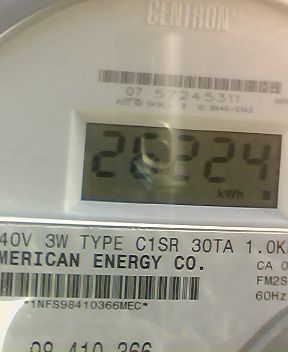 CENTRON
07 57245311
28224
kWh
40V 3W TYPE C1SR 30TA 1.0K
MERICAN ENERGY CO.
CA 0
FM2S
60Hz
*1NFS98410366MEC*
98 410 366